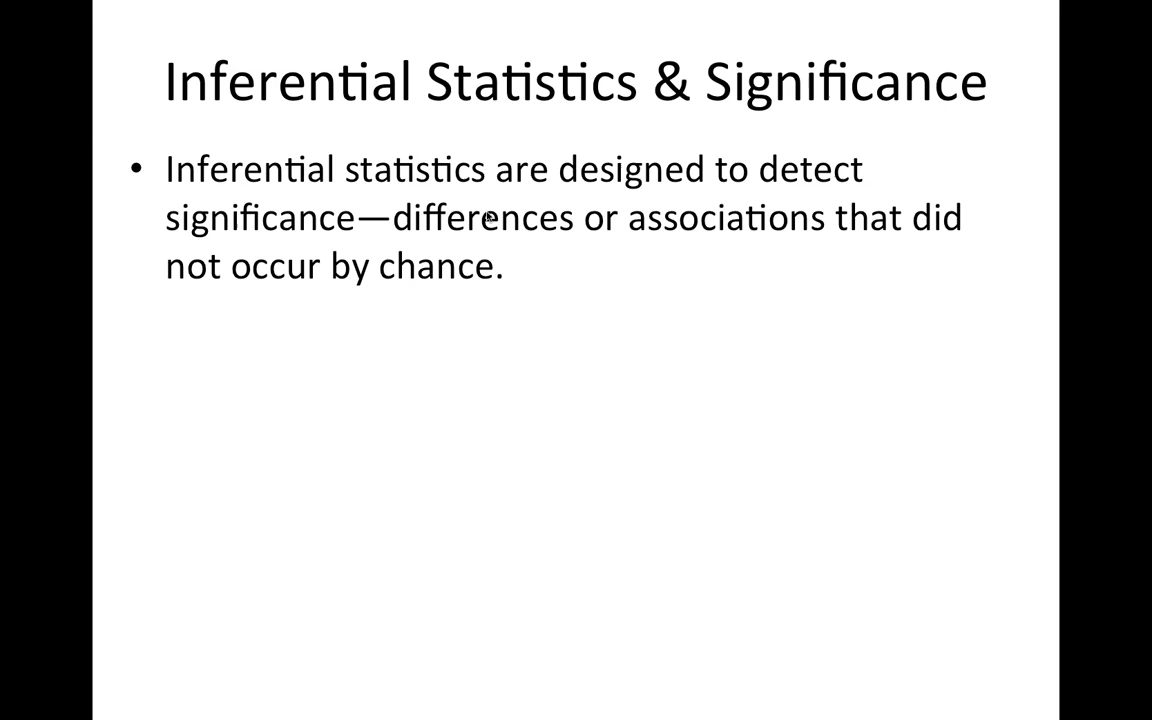 Inferential Statistics & Significance
• Inferential statistics are designed to detect
significance—differences or associations that did
not occur by chance.